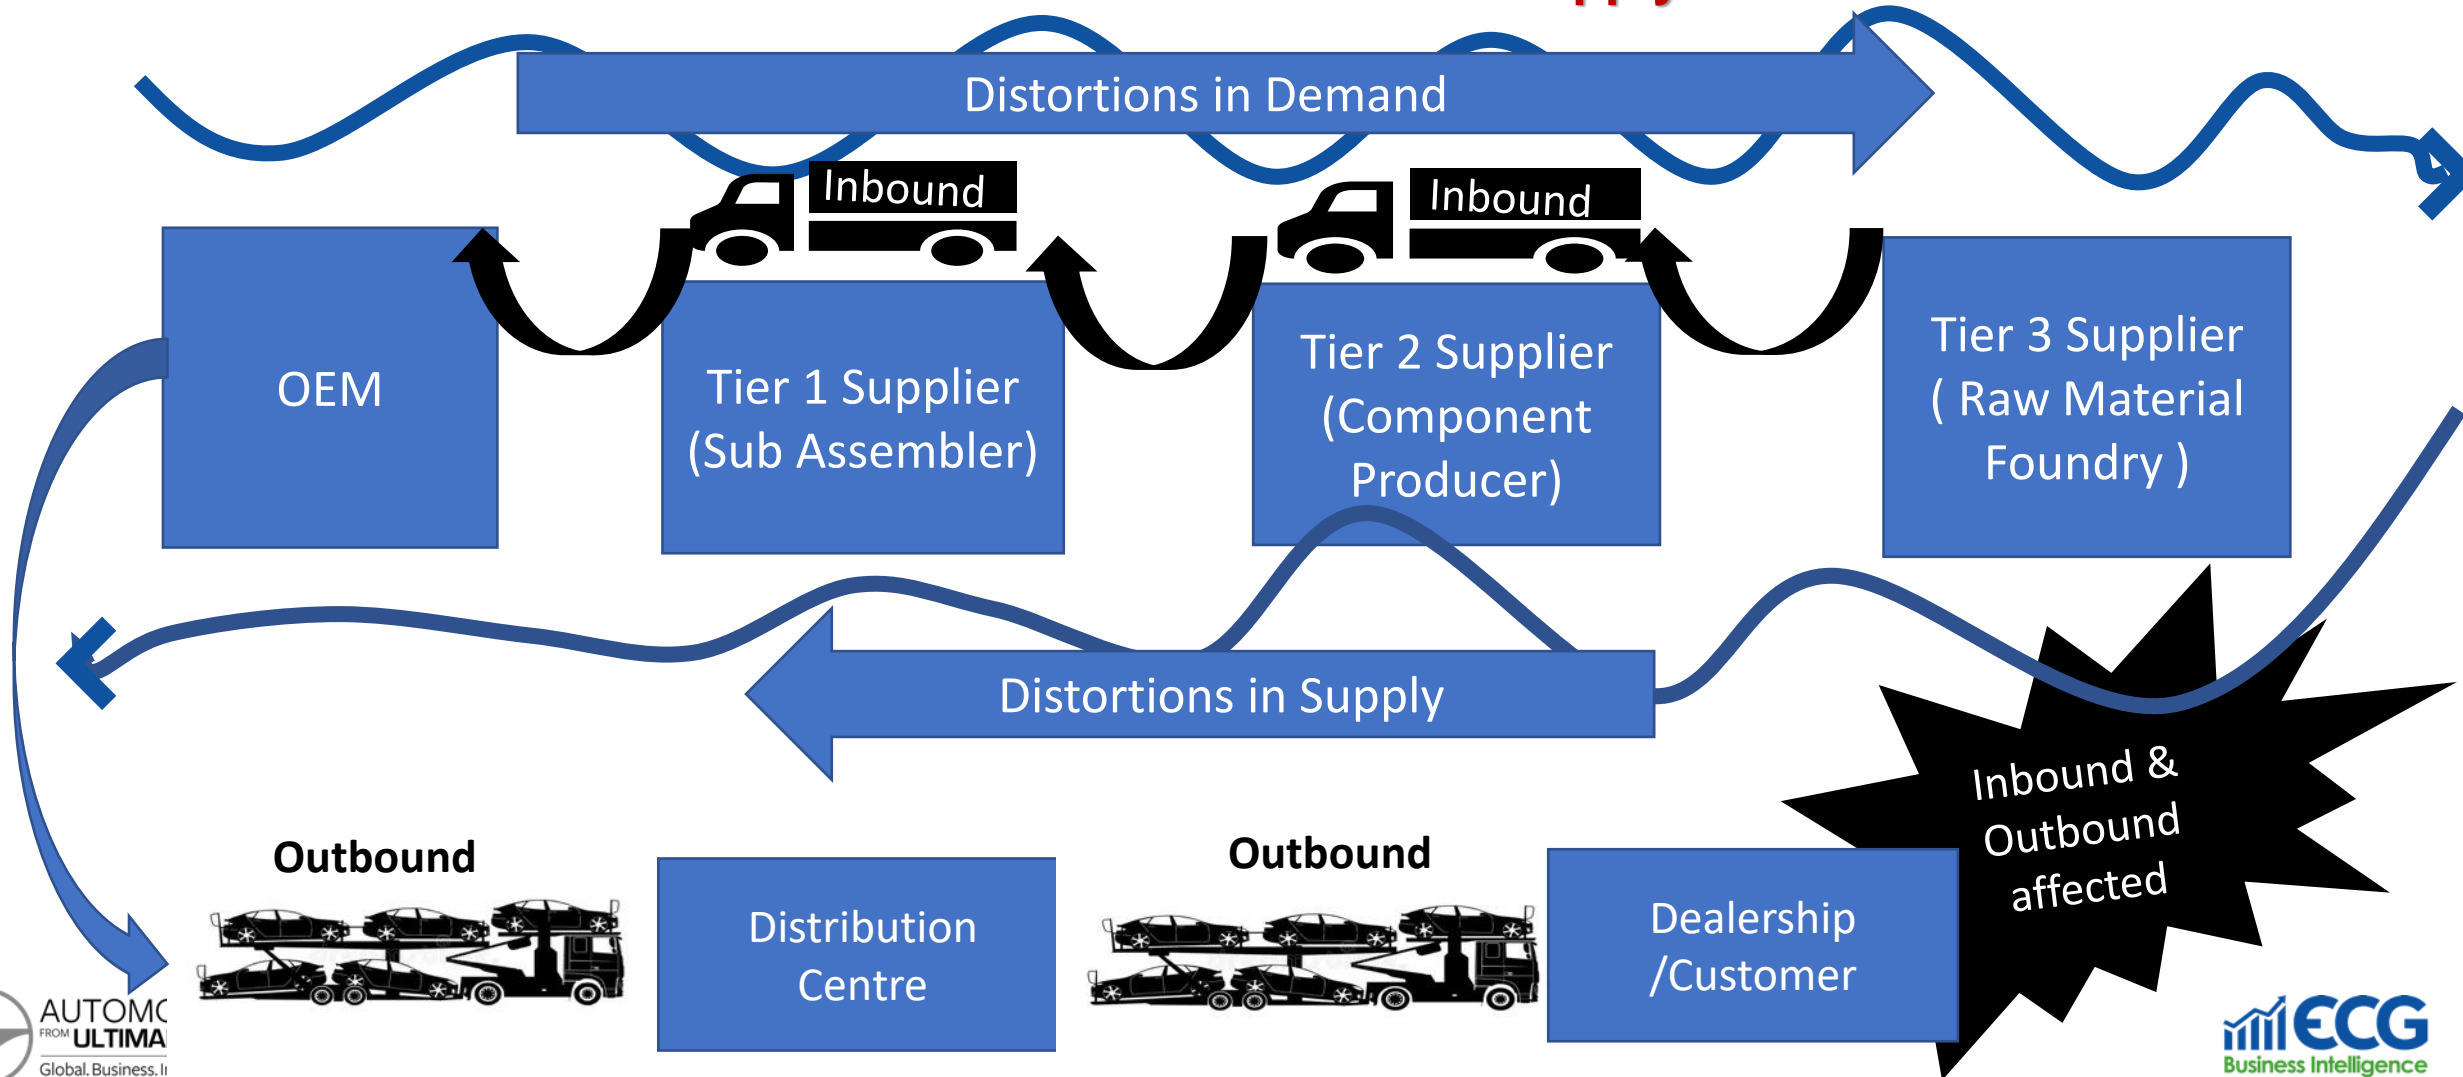 Distortions in Demand
Inbound
Inbound
OEM
Tier 1 Supplier
(Sub Assembler)
Tier 2 Supplier
(Component
Producer)
Tier 3 Supplier
( Raw Material
Foundry )
Distortions in Supply
Inbound &
Outbound
affected
Outbound
Distribution
Centre
Outbound
Dealership
/Customer
FROM
Global. Business.
ECG
Business Intelligence